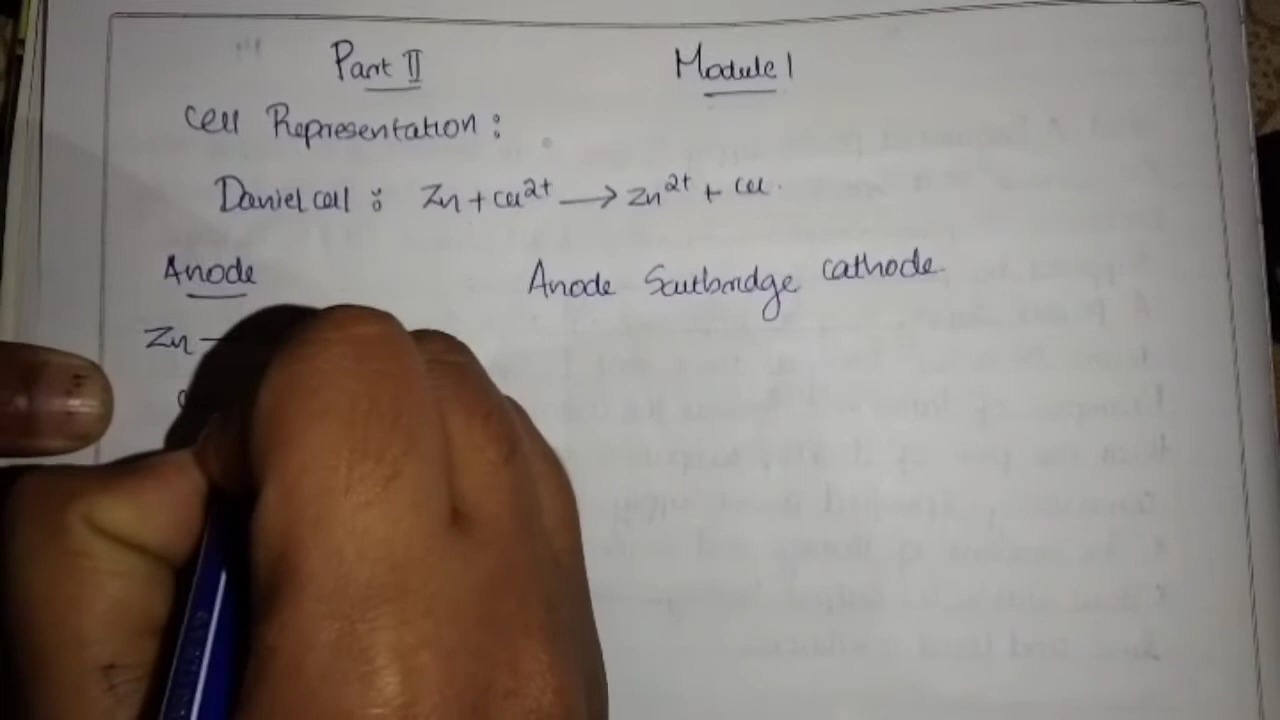 Part II Module 1
Cell Representation :
Daniel cell : Zn + Cu²⁺ → Zn²⁺ + Cu.
Anode Anode Saltbridge Cathode
Zn —